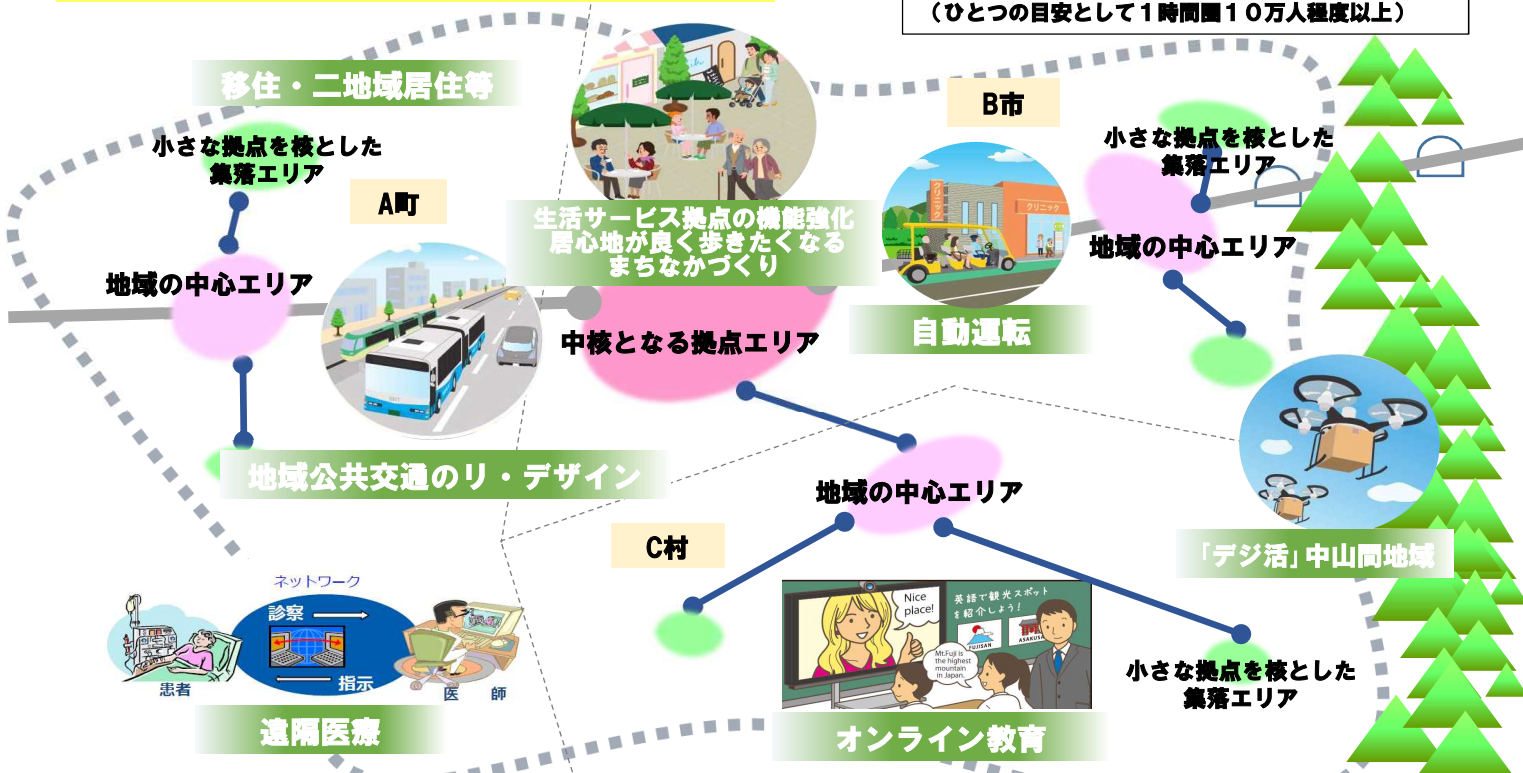 （ひとつの目安として１時間圏１０万人程度以上）
移住・二地域居住等
小さな拠点を核とした
集落エリア
A町
B市
小さな拠点を核とした
集落エリア
クリニック
クリニック
生活サービス拠点の機能強化
居心地が良く歩きたくなる
まちなかづくり
地域の中心エリア
地域の中心エリア
中核となる拠点エリア
自動運転
地域公共交通のリ・デザイン
地域の中心エリア
C村
「デジ活」中山間地域
ネットワーク
診察
指示
患者
医　師
遠隔医療
Nice
place!
英語で観光スポット
を紹介しよう！
FUJISAN
ASAKUSA
Mt.Fuji is
the highest
mountain
in Japan.
オンライン教育
小さな拠点を核とした
集落エリア